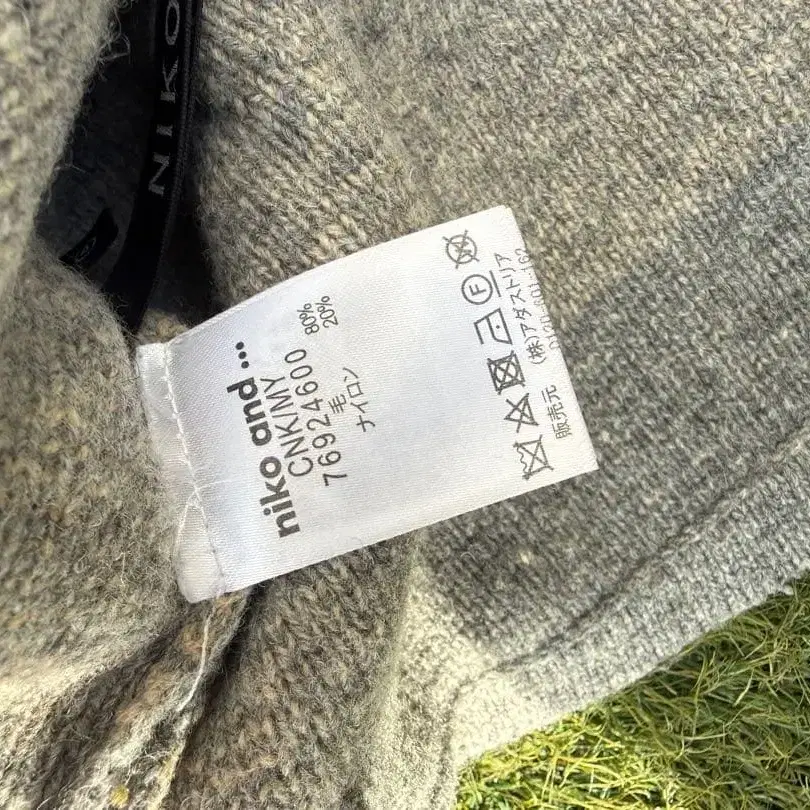 NIKO
niko and ...
CNK/MY
76924600
毛 80%
ナイロン 20%
F
販売元 (株)アダストリア